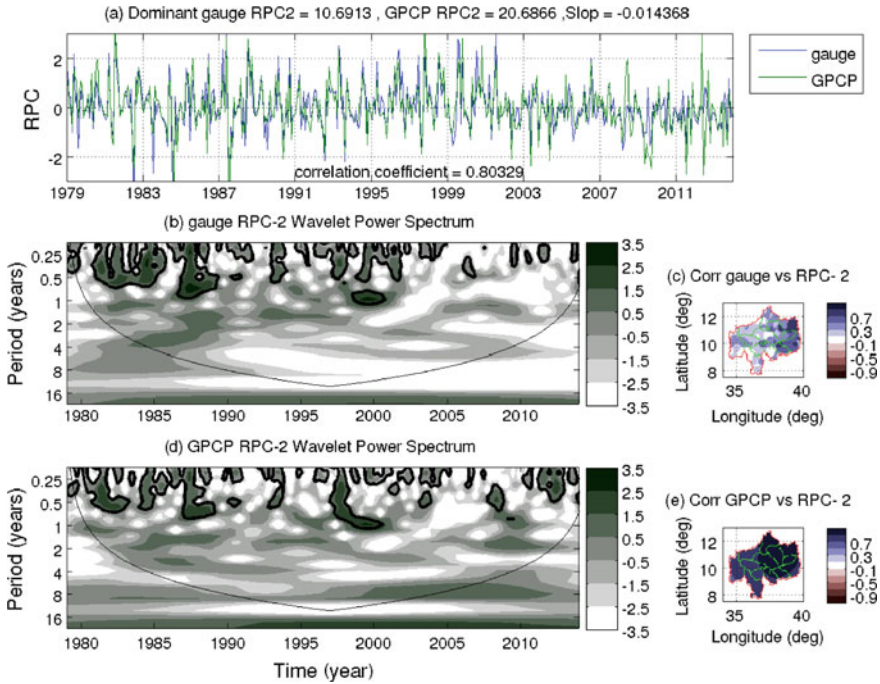 (a) Dominant gauge RPC2 = 10.6913 , GPCP RPC2 = 20.6866 ,Slop = -0.014368
RPC
2
0
-2
correlation coefficient = 0.80329
1979 1983 1987 1991 1995 1999 2003 2007 2011
gauge
GPCP
(b) gauge RPC-2 Wavelet Power Spectrum
Period (years)
0.25
0.5
1
2
4
8
16
1980 1985 1990 1995 2000 2005 2010
3.5
2.5
1.5
0.5
-0.5
-1.5
-2.5
-3.5
(c) Corr gauge vs RPC- 2
Latitude (deg)
12
10
8
35 40
Longitude (deg)
0.7
0.3
-0.1
-0.5
-0.9
(d) GPCP RPC-2 Wavelet Power Spectrum
Period (years)
0.25
0.5
1
2
4
8
16
1980 1985 1990 1995 2000 2005 2010
Time (year)
3.5
2.5
1.5
0.5
-0.5
-1.5
-2.5
-3.5
(e) Corr GPCP vs RPC- 2
Latitude (deg)
12
10
8
35 40
Longitude (deg)
0.7
0.3
-0.1
-0.5
-0.9